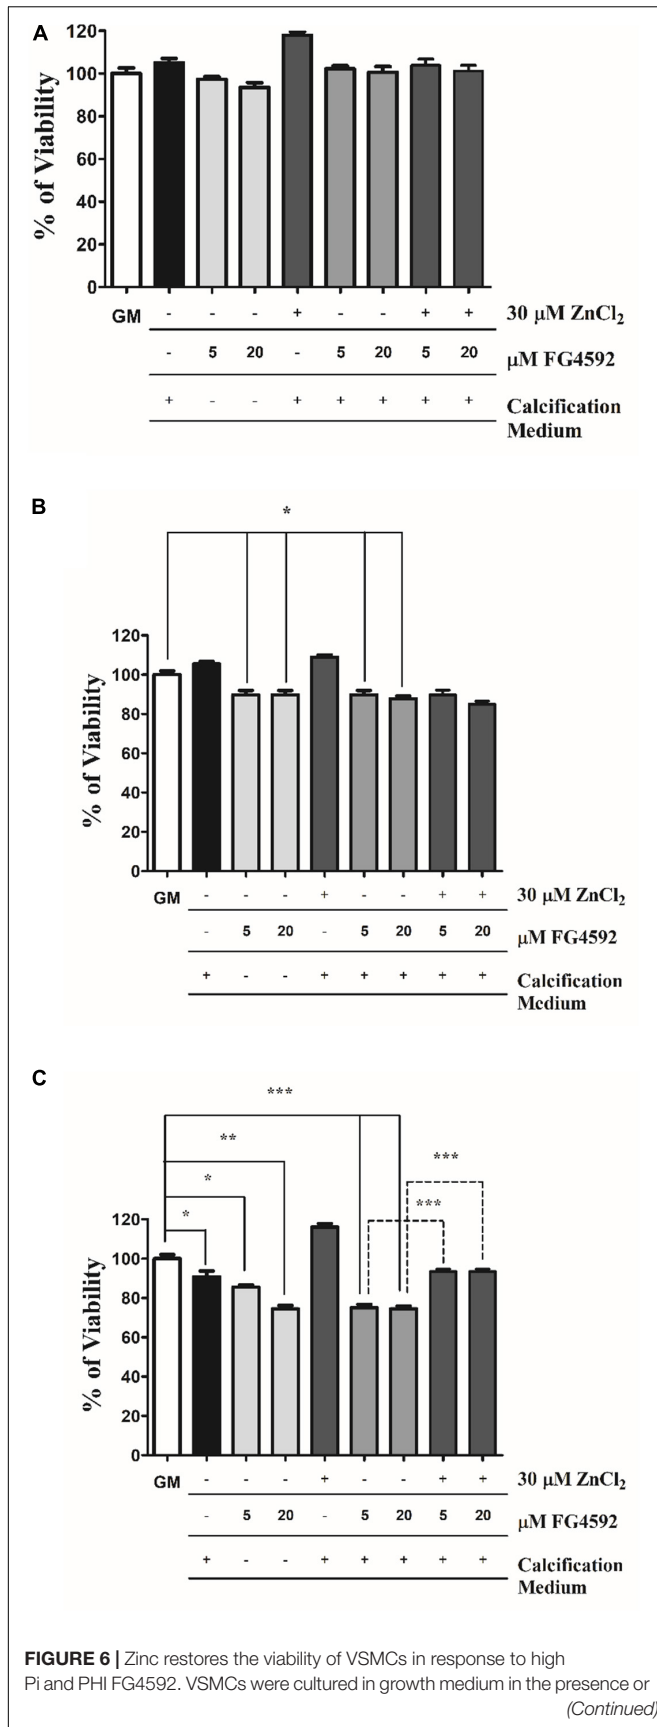 A
120
100
80
60
40
20
0
% of Viability
GM - - - + - - + + 30 µM ZnCl₂
- 5 20 - 5 20 5 20 µM FG4592
+ - - + + + + + Calcification
Medium
B
*
120
100
80
60
40
20
0
% of Viability
GM - - - + - - + + 30 µM ZnCl₂
- 5 20 - 5 20 5 20 µM FG4592
+ - - + + + + + Calcification
Medium
C
***
**
***
*
***
*
120
100
80
60
40
20
0
% of Viability
GM - - - + - - + + 30 µM ZnCl₂
- 5 20 - 5 20 5 20 µM FG4592
+ - - + + + + + Calcification
Medium
FIGURE 6 | Zinc restores the viability of VSMCs in response to high
Pi and PHI FG4592. VSMCs were cultured in growth medium in the presence or
(Continued)